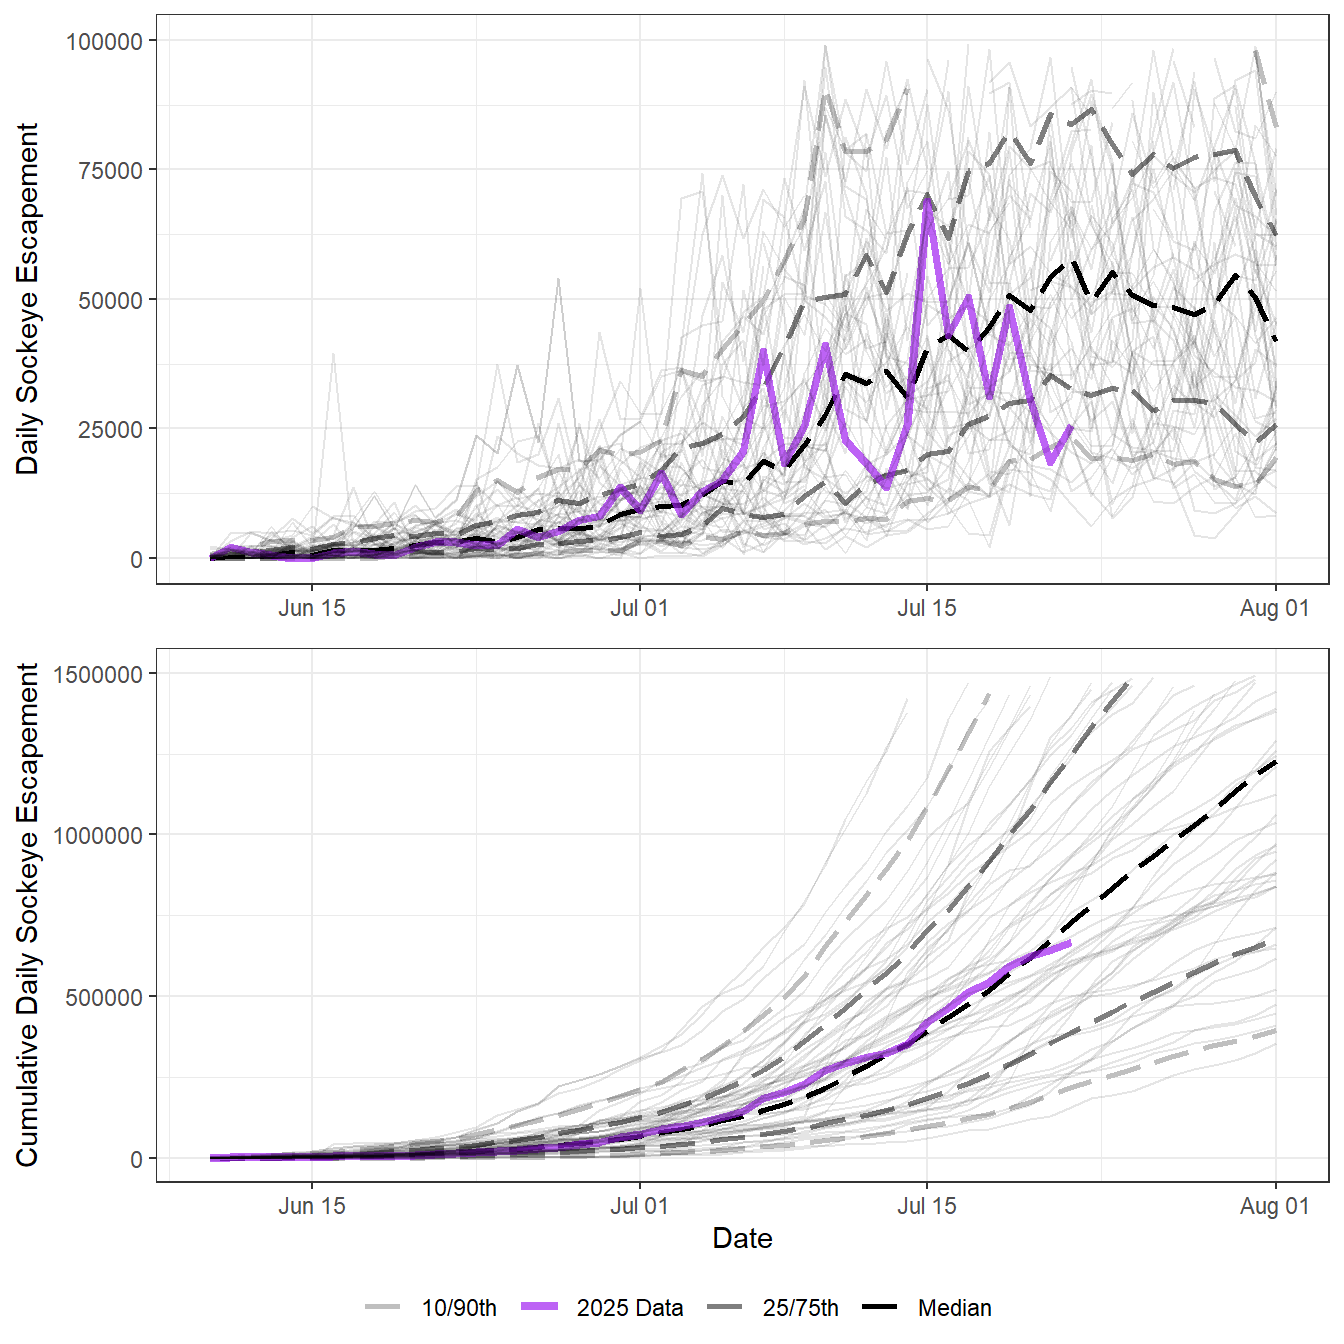 Daily Sockeye Escapement
100000
75000
50000
25000
0
Jun 15 Jul 01 Jul 15 Aug 01
Cumulative Daily Sockeye Escapement
1500000
1000000
500000
0
Jun 15 Jul 01 Jul 15 Aug 01
Date
10/90th 2025 Data 25/75th Median